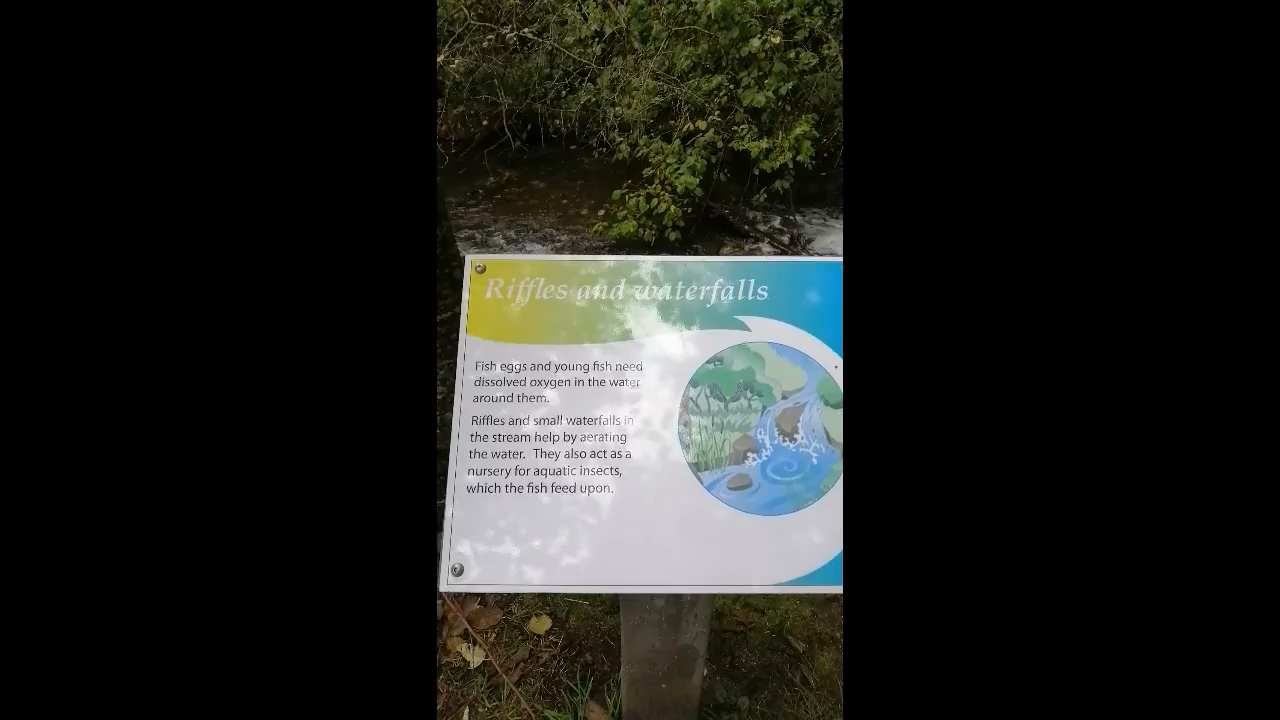 Riffles and waterfalls
Fish eggs and young fish need
dissolved oxygen in the water
around them.
Riffles and small waterfalls in
the stream help by aerating
the water. They also act as a
nursery for aquatic insects,
which the fish feed upon.